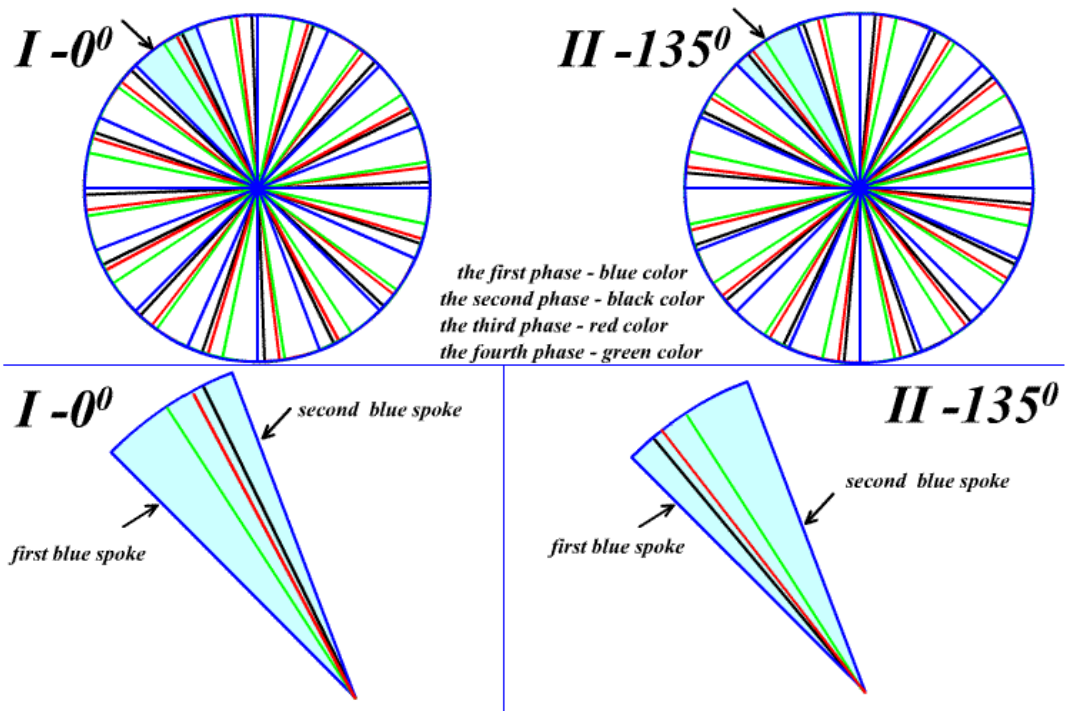 I -0⁰
II -135⁰
the first phase - blue color
the second phase - black color
the third phase - red color
the fourth phase - green color
I -0⁰
second blue spoke
first blue spoke
II -135⁰
second blue spoke
first blue spoke